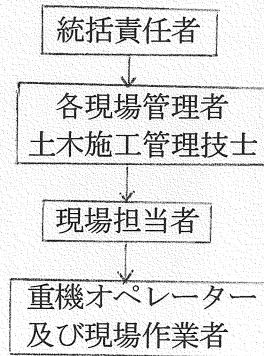 統括責任者
各現場管理者
土木施工管理技士
現場担当者
重機オペレーター
及び現場作業者